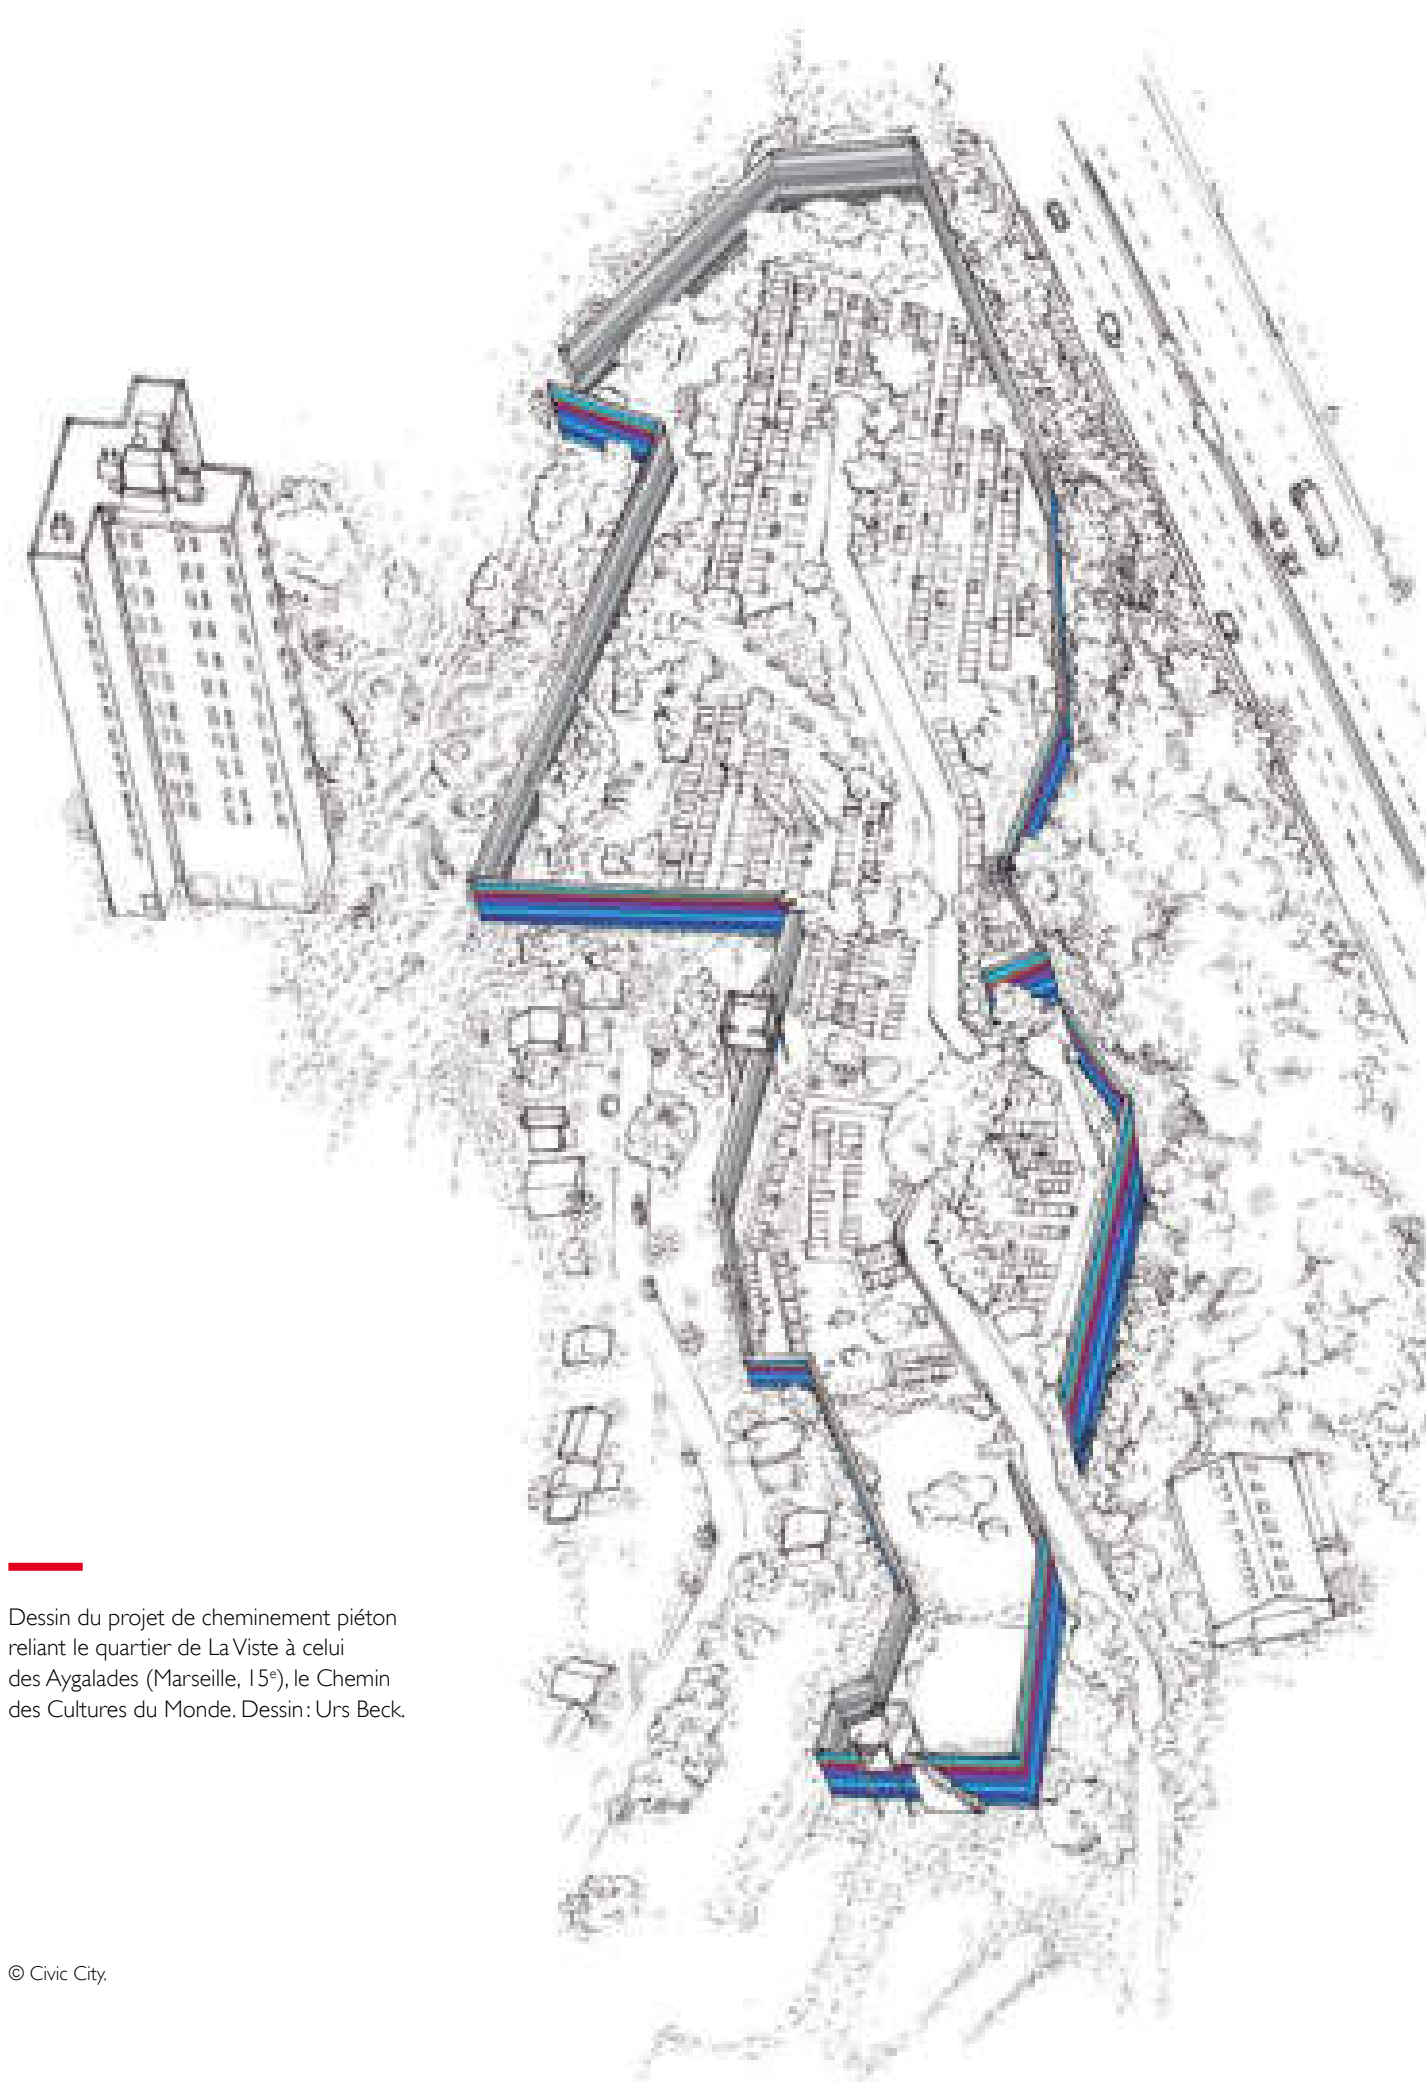 Dessin du projet de cheminement piéton
reliant le quartier de La Viste à celui
des Aygalades (Marseille, 15ᵉ), le Chemin
des Cultures du Monde. Dessin : Urs Beck.
© Civic City.